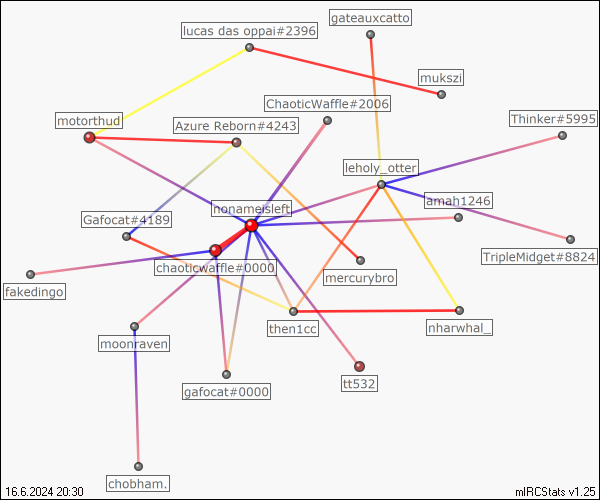 gateauxcatto
lucas das oppai#2396
mukszi
ChaoticWaffle#2006
motorthud
Azure Reborn#4243
Thinker#5995
leholy_otter
amah1246
nonameisleft
Gafocat#4189
TripleMidget#8824
chaoticwaffle#0000
mercurybro
fakedingo
then1cc
nharwhal_
moonraven
gafocat#0000
tt532
chobham.
16.6.2024 20:30
mIRCStats v1.25